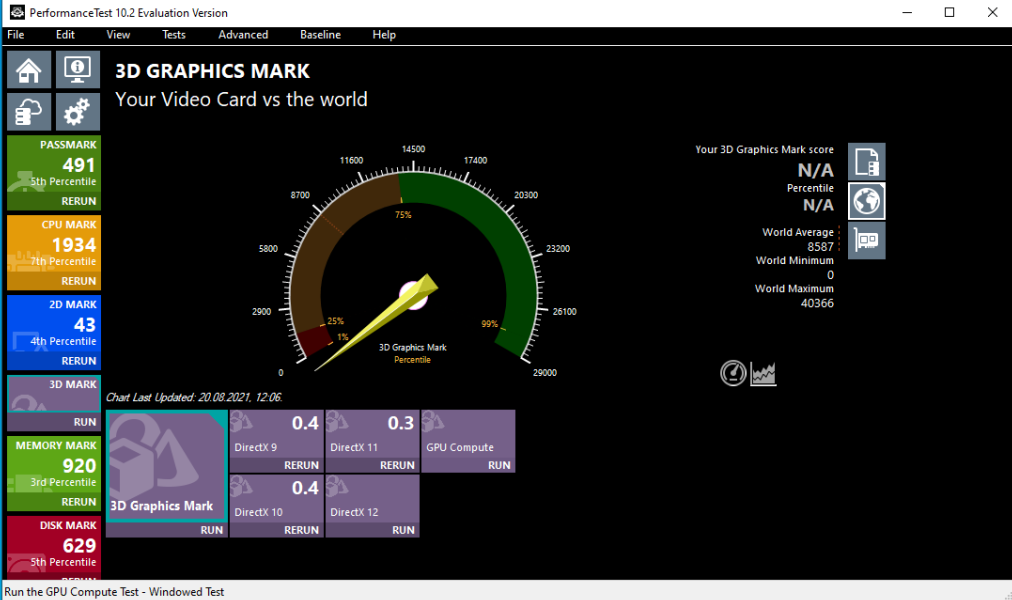 PerformanceTest 10.2 Evaluation Version
File Edit View Tests Advanced Baseline Help
3D GRAPHICS MARK
Your Video Card vs the world
PASSMARK
491
5th Percentile
RERUN
CPU MARK
1934
7th Percentile
RERUN
2D MARK
43
4th Percentile
RERUN
3D MARK
RUN
MEMORY MARK
920
3rd Percentile
RERUN
DISK MARK
629
5th Percentile
RERUN
0
2900
5800
8700
11600
14500
17400
20300
23200
26100
29000
1%
25%
75%
99%
3D Graphics Mark
Percentile
Your 3D Graphics Mark score
N/A
Percentile
N/A
World Average
8587
World Minimum
0
World Maximum
40366
Chart Last Updated: 20.08.2021, 12:06.
3D Graphics Mark
RUN
0.4
DirectX 9
RERUN
0.3
DirectX 11
RERUN
GPU Compute
RUN
0.4
DirectX 10
RERUN
DirectX 12
RUN
Run the GPU Compute Test - Windowed Test